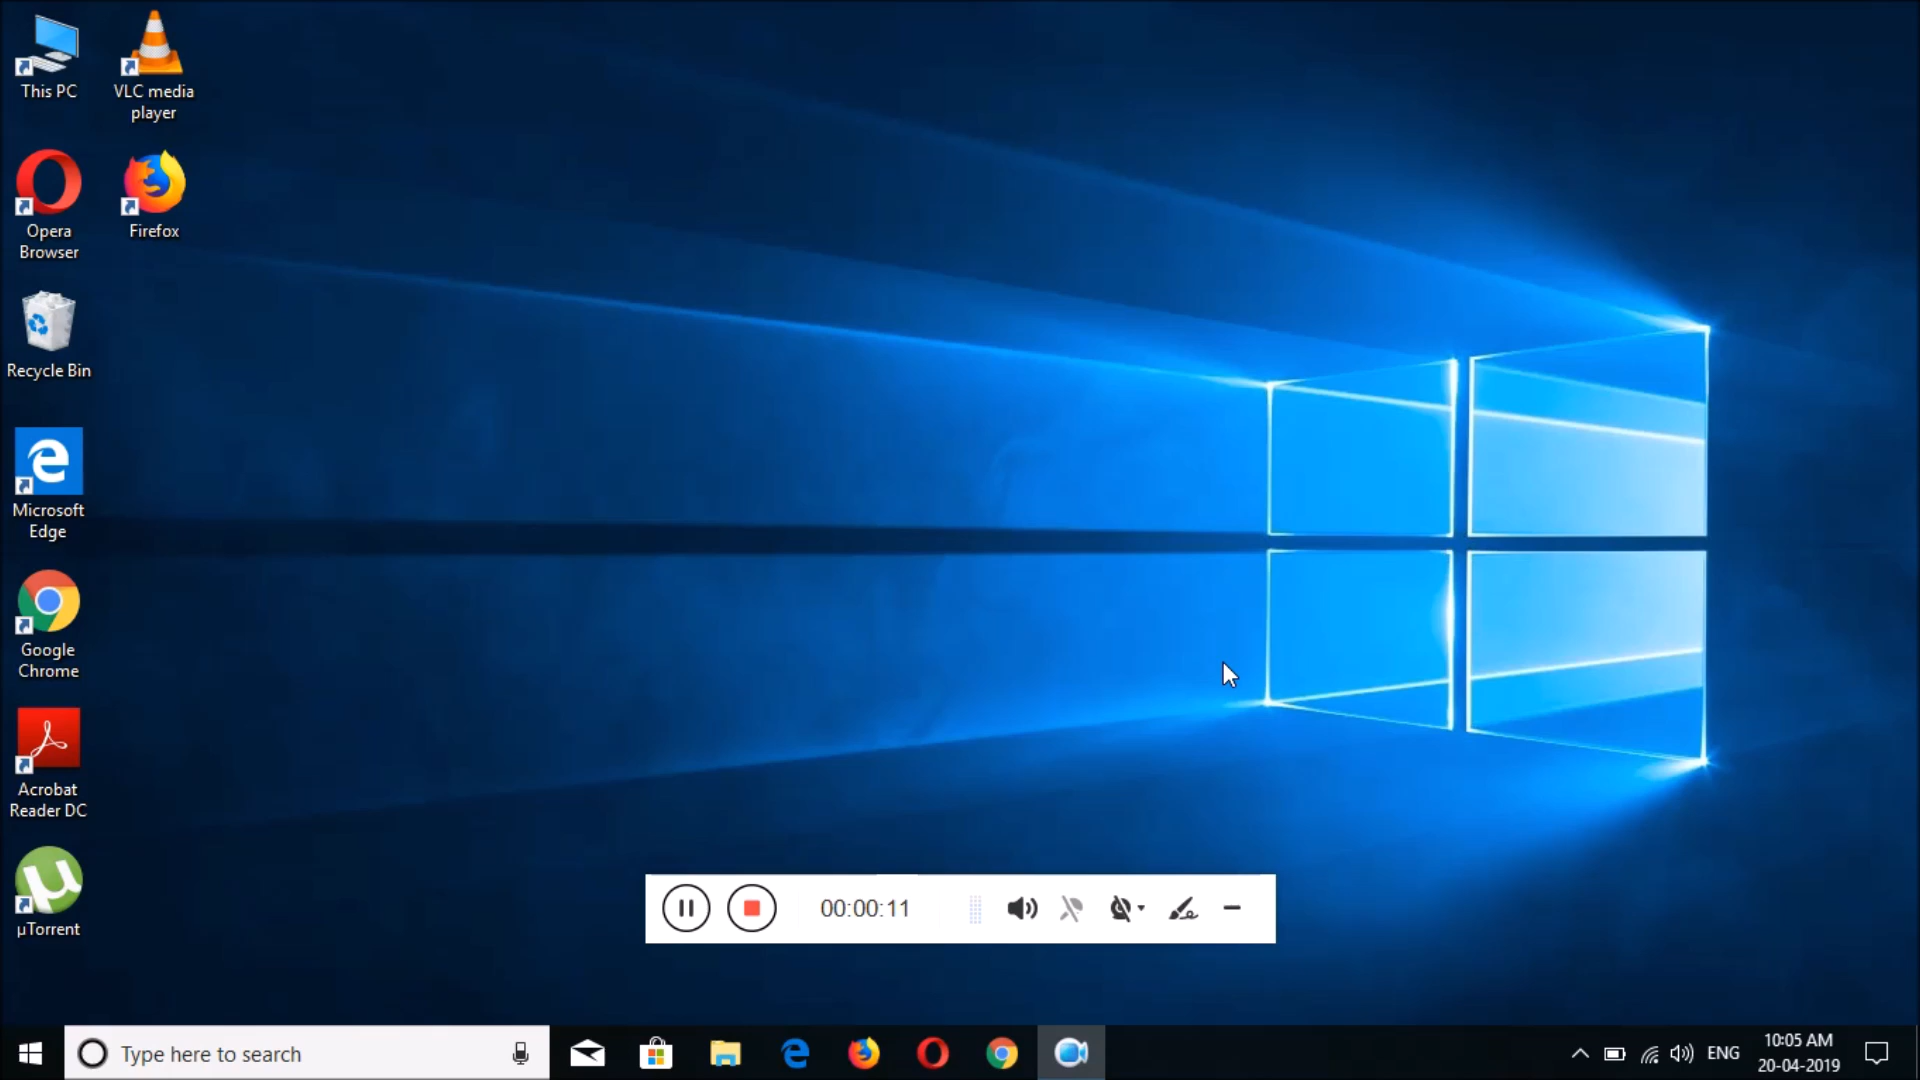 This PC
VLC media
player
Opera
Browser
Firefox
Recycle Bin
Microsoft
Edge
Google
Chrome
Acrobat
Reader DC
µTorrent
00:00:11
Type here to search
ENG
10:05 AM
20-04-2019